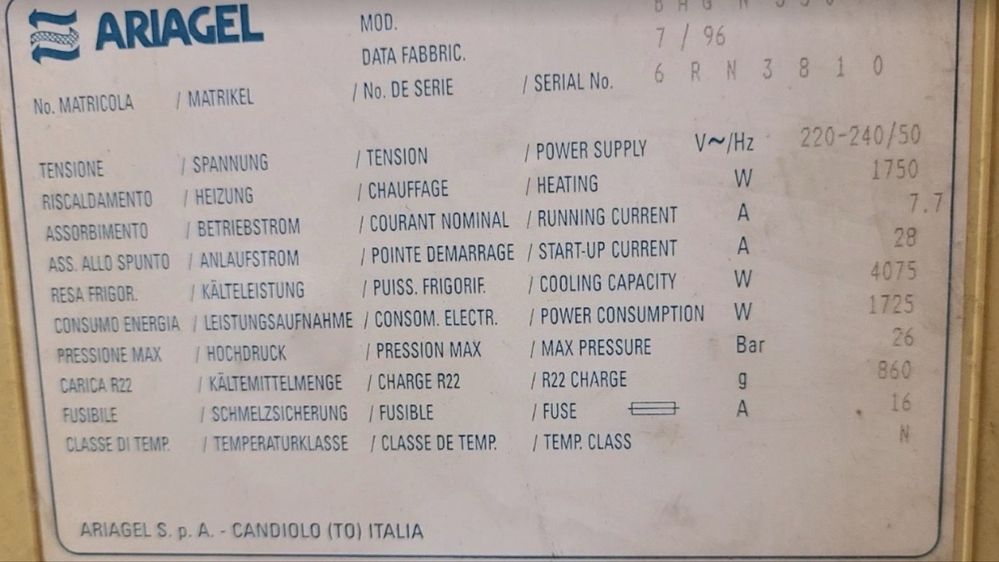 ARIAGEL
MOD.
DATA FABBRIC. 7 / 96
No. MATRICOLA / MATRIKEL / No. DE SERIE / SERIAL No. 6 R N 3 8 1 0
TENSIONE / SPANNUNG / TENSION / POWER SUPPLY V~/Hz 220-240/50
RISCALDAMENTO / HEIZUNG / CHAUFFAGE / HEATING W 1750
ASSORBIMENTO / BETRIEBSTROM / COURANT NOMINAL / RUNNING CURRENT A 7.7
ASS. ALLO SPUNTO / ANLAUFSTROM / POINTE DEMARRAGE / START-UP CURRENT A 28
RESA FRIGOR. / KÄLTELEISTUNG / PUISS. FRIGORIF. / COOLING CAPACITY W 4075
CONSUMO ENERGIA / LEISTUNGSAUFNAHME / CONSOM. ELECTR. / POWER CONSUMPTION W 1725
PRESSIONE MAX / HOCHDRUCK / PRESSION MAX / MAX PRESSURE Bar 26
CARICA R22 / KÄLTEMITTELMENGE / CHARGE R22 / R22 CHARGE g 860
FUSIBILE / SCHMELZSICHERUNG / FUSIBLE / FUSE A 16
CLASSE DI TEMP. / TEMPERATURKLASSE / CLASSE DE TEMP. / TEMP. CLASS N
ARIAGEL S. p. A. - CANDIOLO (TO) ITALIA